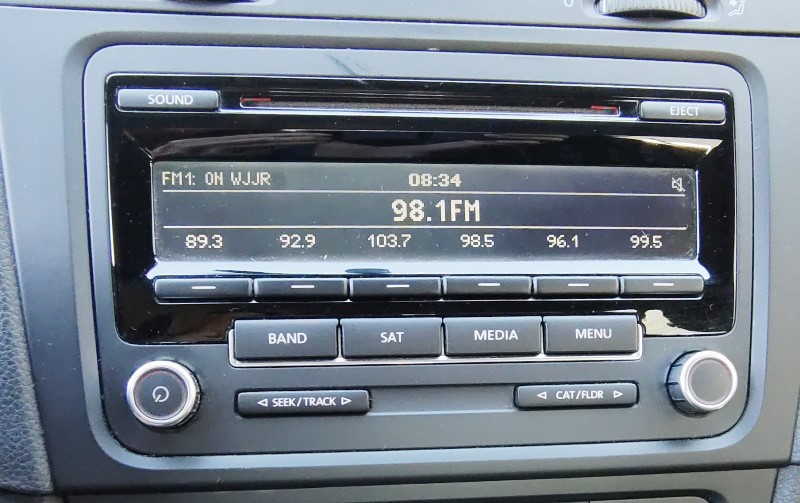 SOUND
EJECT
FM1: ON WJJR 08:34
98.1FM
89.3 92.9 103.7 98.5 96.1 99.5
BAND SAT MEDIA MENU
SEEK/TRACK CAT/FLDR